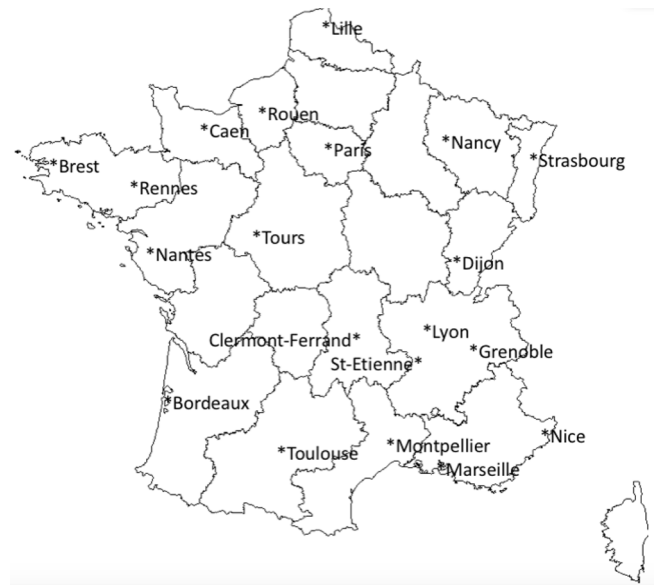 *Lille
*Rouen
*Caen
*Paris
*Nancy
*Strasbourg
*Brest
*Rennes
*Tours
*Nantes
*Dijon
*Lyon
Clermont-Ferrand*
*Grenoble
St-Etienne*
*Bordeaux
*Nice
*Montpellier
*Toulouse
*Marseille